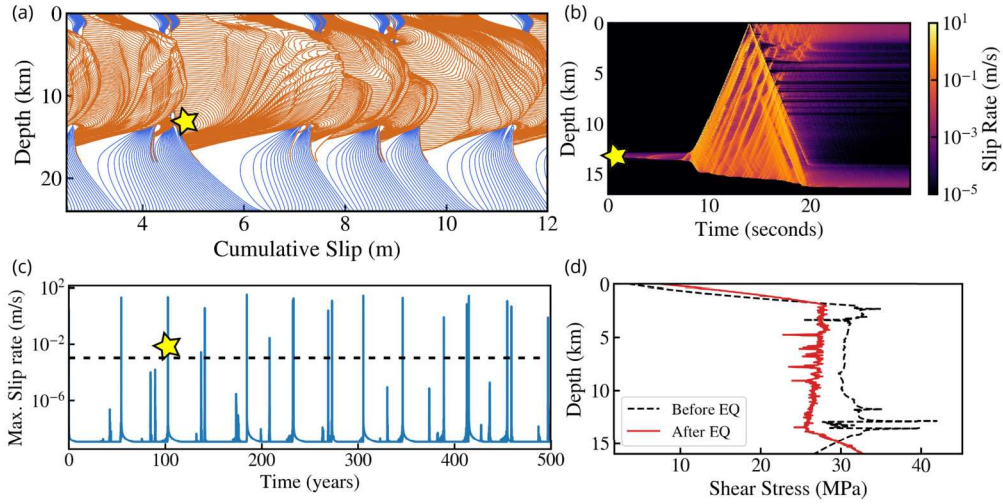 (a)
0
10
20
Depth (km)
4
6
8
10
12
Cumulative Slip (m)
(b)
0
5
10
15
Depth (km)
0
10
20
Time (seconds)
10^1
10^-1
10^-3
10^-5
Slip Rate (m/s)
(c)
10^2
10^-2
10^-6
Max. Slip rate (m/s)
0
100
200
300
400
500
Time (years)
(d)
0
5
10
15
Depth (km)
Before EQ
After EQ
10
20
30
40
Shear Stress (MPa)